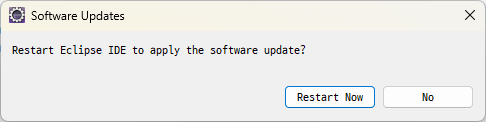 Software Updates
Restart Eclipse IDE to apply the software update?
Restart Now
No